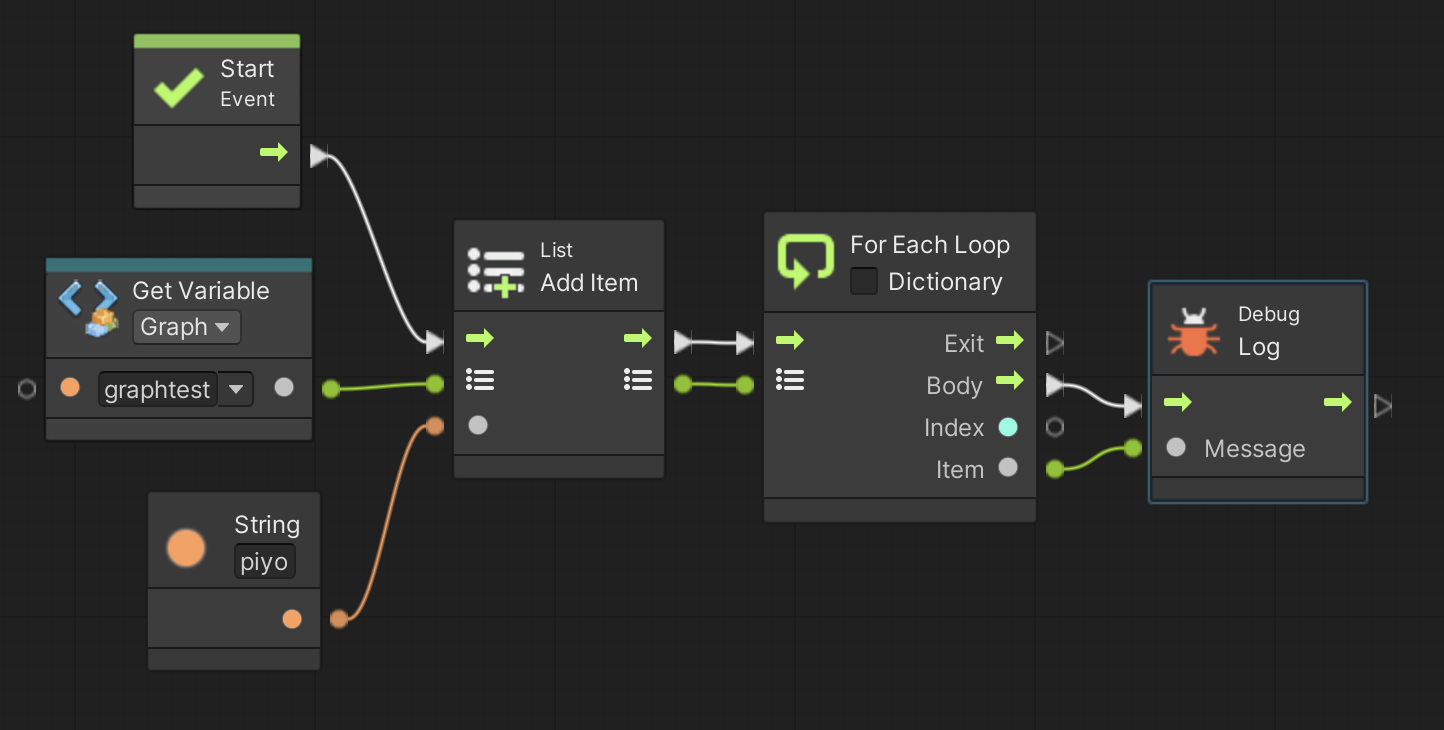 Start
Event
Get Variable
Graph
graphtest
String
piyo
List
Add Item
For Each Loop
Dictionary
Exit
Body
Index
Item
Debug
Log
Message